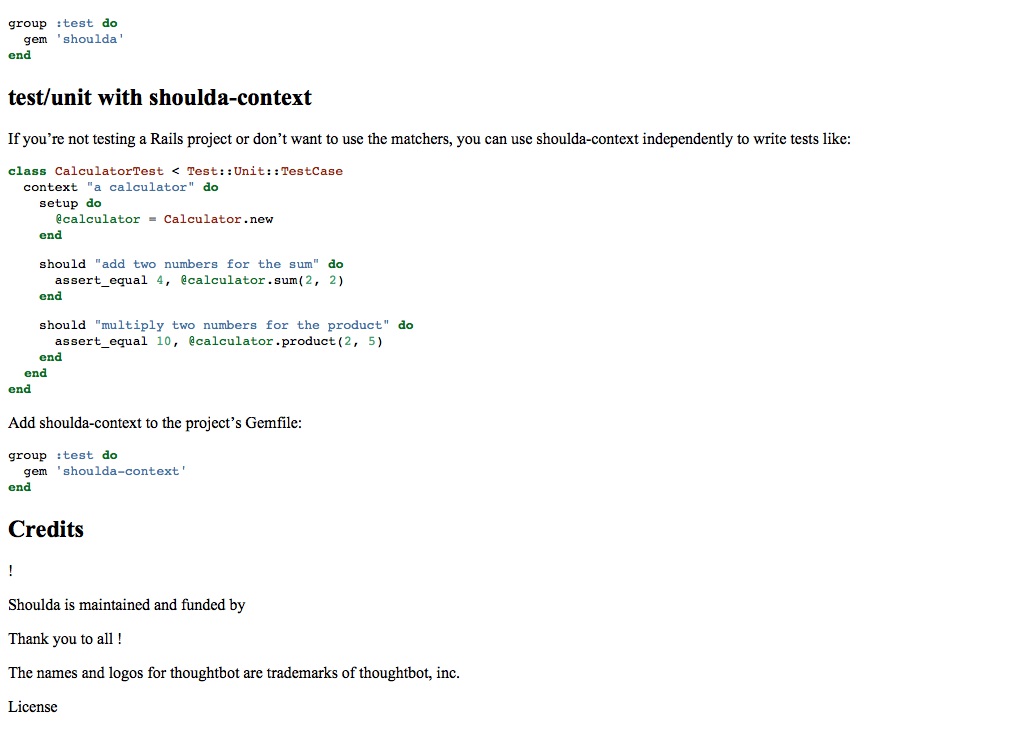 group :test do
  gem 'shoulda'
end
test/unit with shoulda-context
If you’re not testing a Rails project or don’t want to use the matchers, you can use shoulda-context independently to write tests like:
class CalculatorTest < Test::Unit::TestCase
  context "a calculator" do
    setup do
      @calculator = Calculator.new
    end
    should "add two numbers for the sum" do
      assert_equal 4, @calculator.sum(2, 2)
    end
    should "multiply two numbers for the product" do
      assert_equal 10, @calculator.product(2, 5)
    end
  end
end
Add shoulda-context to the project’s Gemfile:
group :test do
  gem 'shoulda-context'
end
Credits
!
Shoulda is maintained and funded by
Thank you to all !
The names and logos for thoughtbot are trademarks of thoughtbot, inc.
License